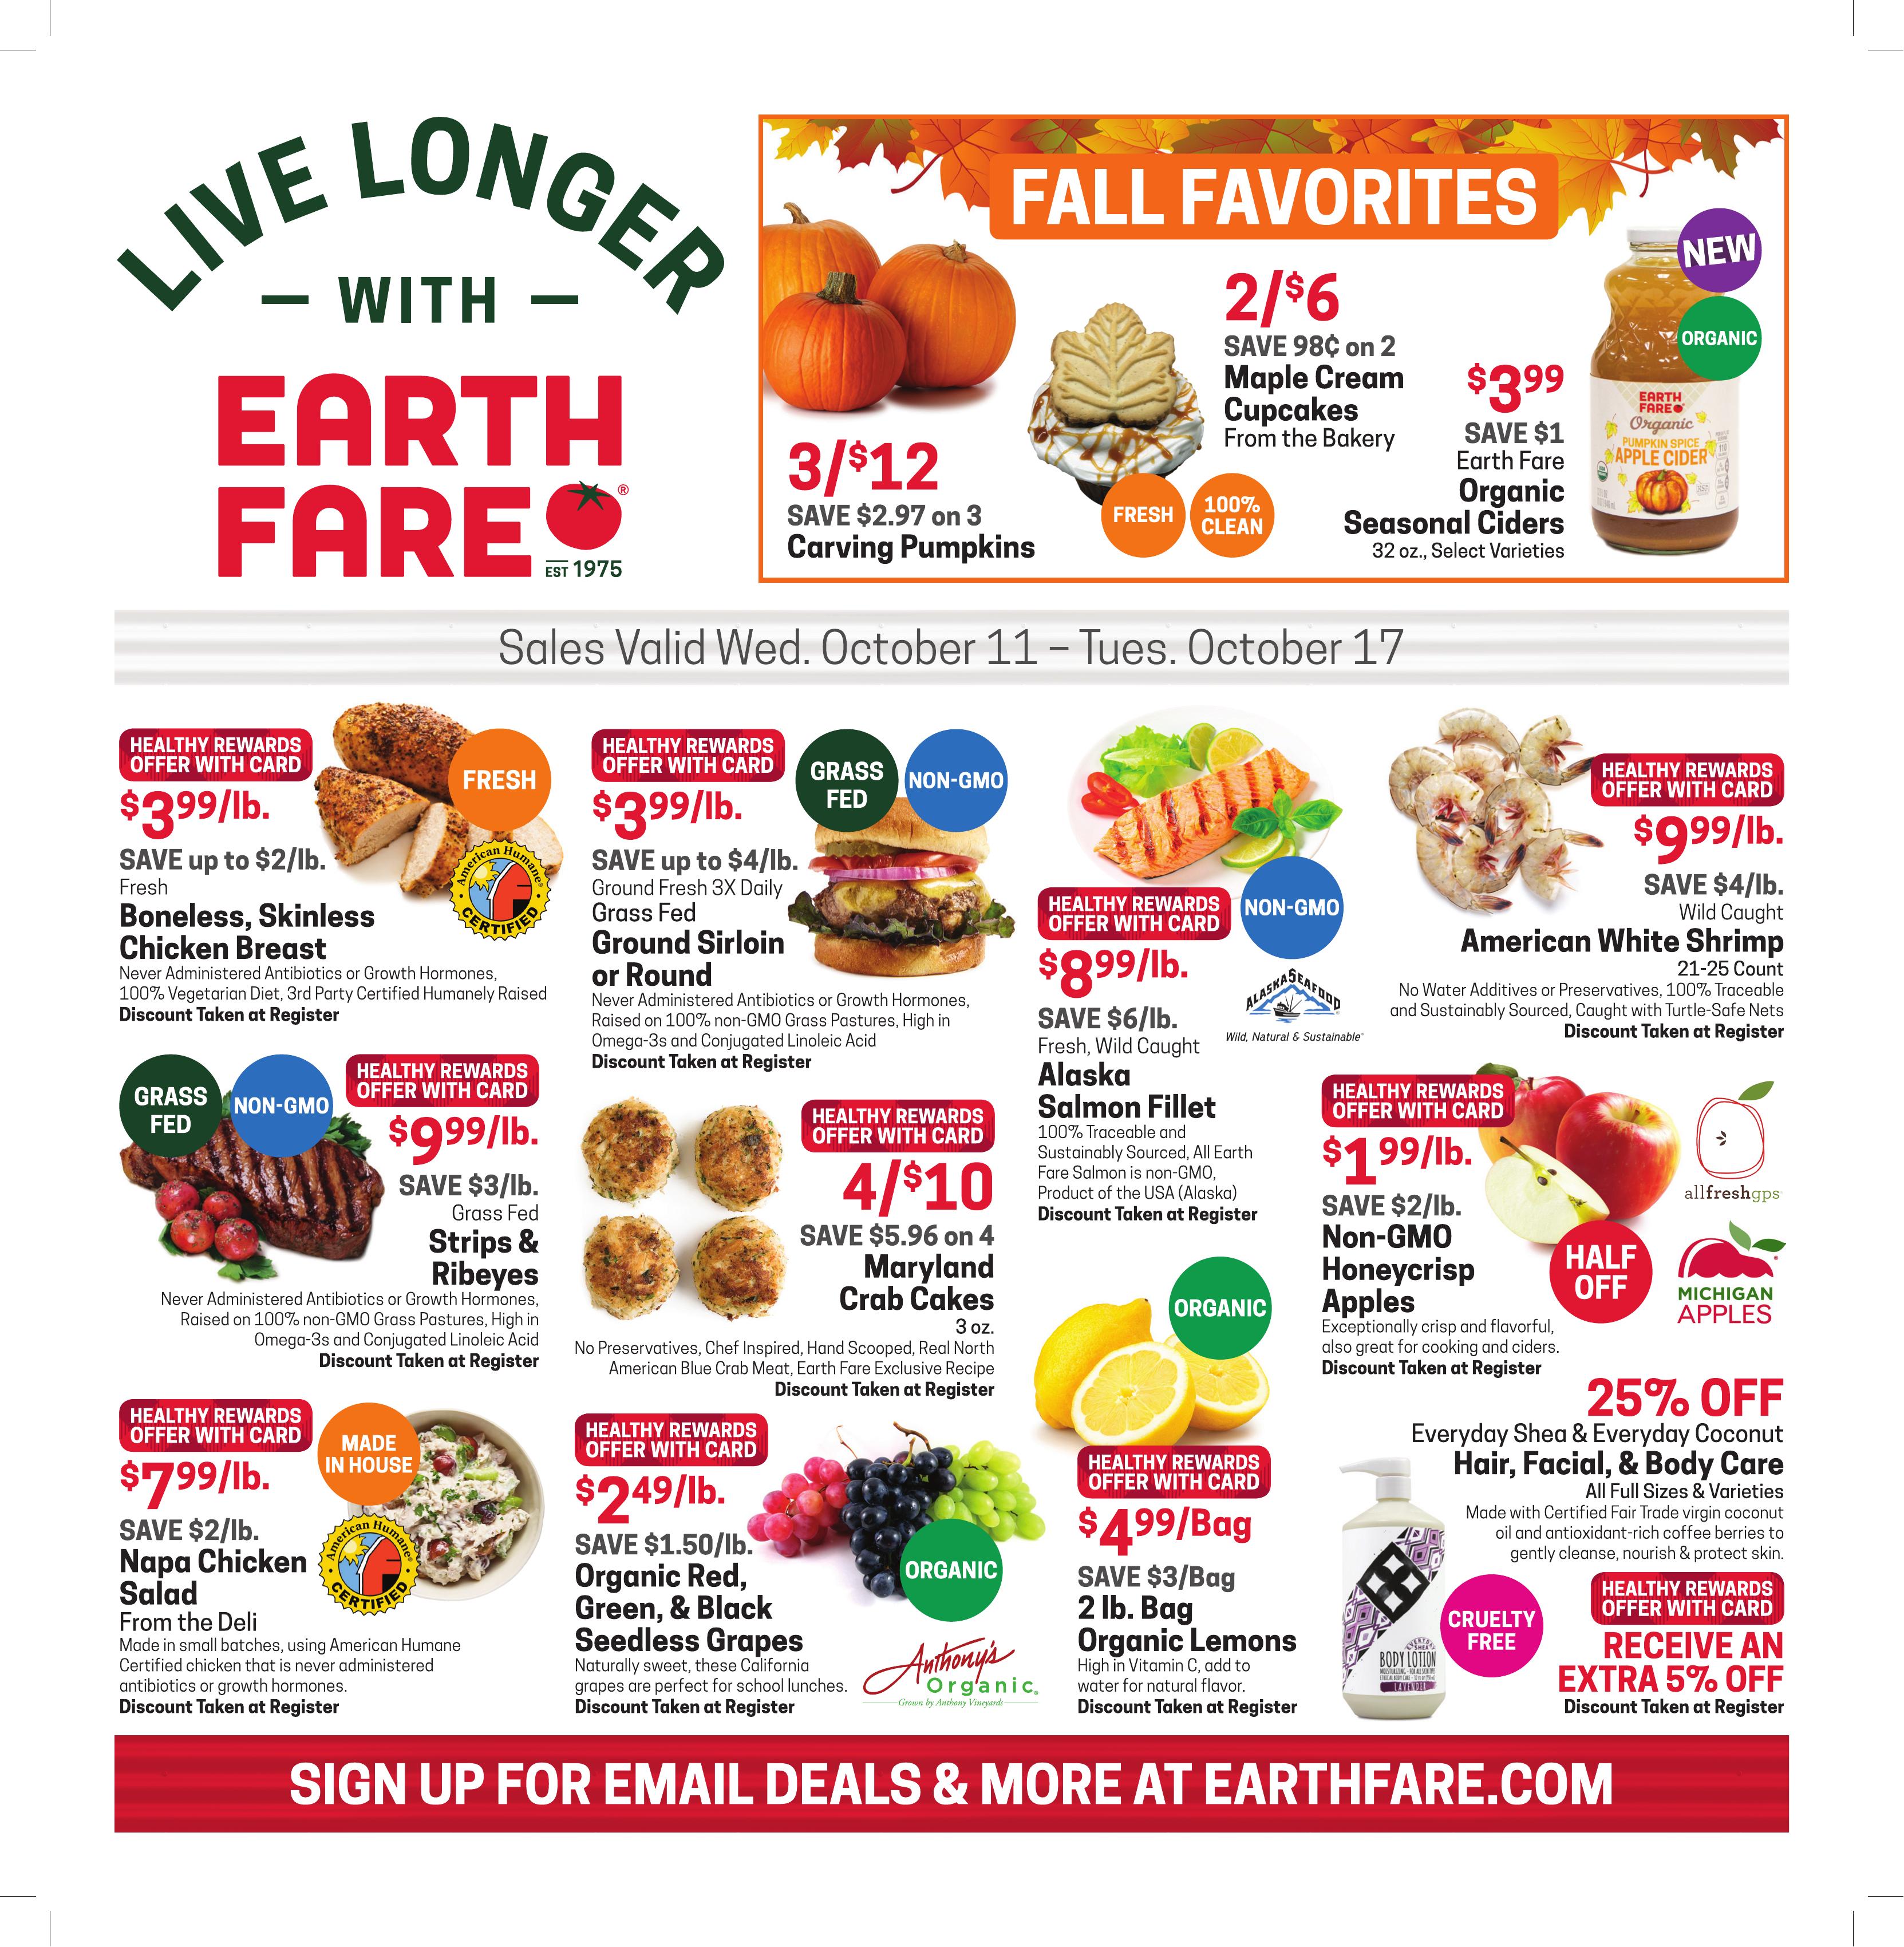 LIVE LONGER
WITH
EARTH
FARE®
EST 1975
FALL FAVORITES
3/$12
SAVE $2.97 on 3
Carving Pumpkins
2/$6
SAVE 98¢ on 2
Maple Cream
Cupcakes
From the Bakery
FRESH
100%
CLEAN
$3.99
SAVE $1
Earth Fare
Organic
Seasonal Ciders
32 oz., Select Varieties
NEW
ORGANIC
EARTH
FARE
Organic
PUMPKIN SPICE
APPLE CIDER
Sales Valid Wed. October 11 – Tues. October 17
HEALTHY REWARDS
OFFER WITH CARD
FRESH
$3.99/lb.
SAVE up to $2/lb.
Fresh
Boneless, Skinless
Chicken Breast
American Humane
CERTIFIED
Never Administered Antibiotics or Growth Hormones,
100% Vegetarian Diet, 3rd Party Certified Humanely Raised
Discount Taken at Register
HEALTHY REWARDS
OFFER WITH CARD
GRASS
FED
NON-GMO
$3.99/lb.
SAVE up to $4/lb.
Ground Fresh 3X Daily
Grass Fed
Ground Sirloin
or Round
Never Administered Antibiotics or Growth Hormones,
Raised on 100% non-GMO Grass Pastures, High in
Omega-3s and Conjugated Linoleic Acid
Discount Taken at Register
HEALTHY REWARDS
OFFER WITH CARD
NON-GMO
$8.99/lb.
SAVE $6/lb.
Fresh, Wild Caught
Alaska
Salmon Fillet
ALASKA SEAFOOD
Wild, Natural & Sustainable®
100% Traceable and
Sustainably Sourced, All Earth
Fare Salmon is non-GMO,
Product of the USA (Alaska)
Discount Taken at Register
HEALTHY REWARDS
OFFER WITH CARD
$9.99/lb.
SAVE $4/lb.
Wild Caught
American White Shrimp
21-25 Count
No Water Additives or Preservatives, 100% Traceable
and Sustainably Sourced, Caught with Turtle-Safe Nets
Discount Taken at Register
GRASS
FED
NON-GMO
HEALTHY REWARDS
OFFER WITH CARD
$9.99/lb.
SAVE $3/lb.
Grass Fed
Strips &
Ribeyes
Never Administered Antibiotics or Growth Hormones,
Raised on 100% non-GMO Grass Pastures, High in
Omega-3s and Conjugated Linoleic Acid
Discount Taken at Register
HEALTHY REWARDS
OFFER WITH CARD
4/$10
SAVE $5.96 on 4
Maryland
Crab Cakes
3 oz.
No Preservatives, Chef Inspired, Hand Scooped, Real North
American Blue Crab Meat, Earth Fare Exclusive Recipe
Discount Taken at Register
HEALTHY REWARDS
OFFER WITH CARD
$1.99/lb.
SAVE $2/lb.
Non-GMO
Honeycrisp
Apples
HALF
OFF
allfreshgps
MICHIGAN
APPLES
Exceptionally crisp and flavorful,
also great for cooking and ciders.
Discount Taken at Register
HEALTHY REWARDS
OFFER WITH CARD
MADE
IN HOUSE
$7.99/lb.
SAVE $2/lb.
Napa Chicken
Salad
From the Deli
American Humane
CERTIFIED
Made in small batches, using American Humane
Certified chicken that is never administered
antibiotics or growth hormones.
Discount Taken at Register
HEALTHY REWARDS
OFFER WITH CARD
$2.49/lb.
SAVE $1.50/lb.
Organic Red,
Green, & Black
Seedless Grapes
ORGANIC
Naturally sweet, these California
grapes are perfect for school lunches.
Discount Taken at Register
Anthony's
Organic
Grown by Anthony Vineyards
ORGANIC
HEALTHY REWARDS
OFFER WITH CARD
$4.99/Bag
SAVE $3/Bag
2 lb. Bag
Organic Lemons
High in Vitamin C, add to
water for natural flavor.
Discount Taken at Register
25% OFF
Everyday Shea & Everyday Coconut
Hair, Facial, & Body Care
All Full Sizes & Varieties
Made with Certified Fair Trade virgin coconut
oil and antioxidant-rich coffee berries to
gently cleanse, nourish & protect skin.
EVERYDAY
SHEA
BODY LOTION
LAVENDER
CRUELTY
FREE
HEALTHY REWARDS
OFFER WITH CARD
RECEIVE AN
EXTRA 5% OFF
Discount Taken at Register
SIGN UP FOR EMAIL DEALS & MORE AT EARTHFARE.COM